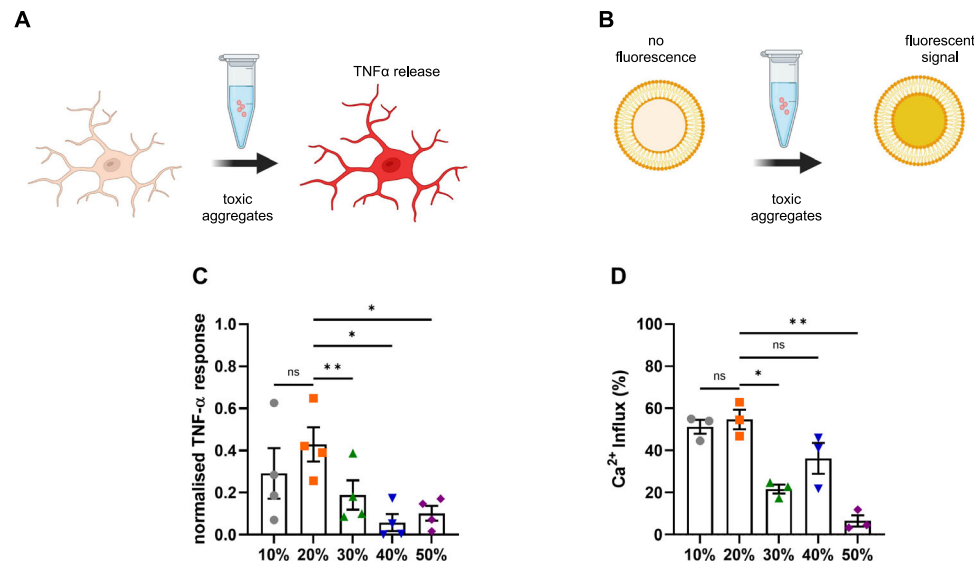 A
TNFα release
toxic
aggregates
B
no
fluorescence
fluorescent
signal
toxic
aggregates
C
normalised TNF-α response
1.0
0.8
0.6
0.4
0.2
0.0
*
*
ns
**
10% 20% 30% 40% 50%
D
Ca²⁺ Influx (%)
100
80
60
40
20
0
**
ns
ns
*
10% 20% 30% 40% 50%